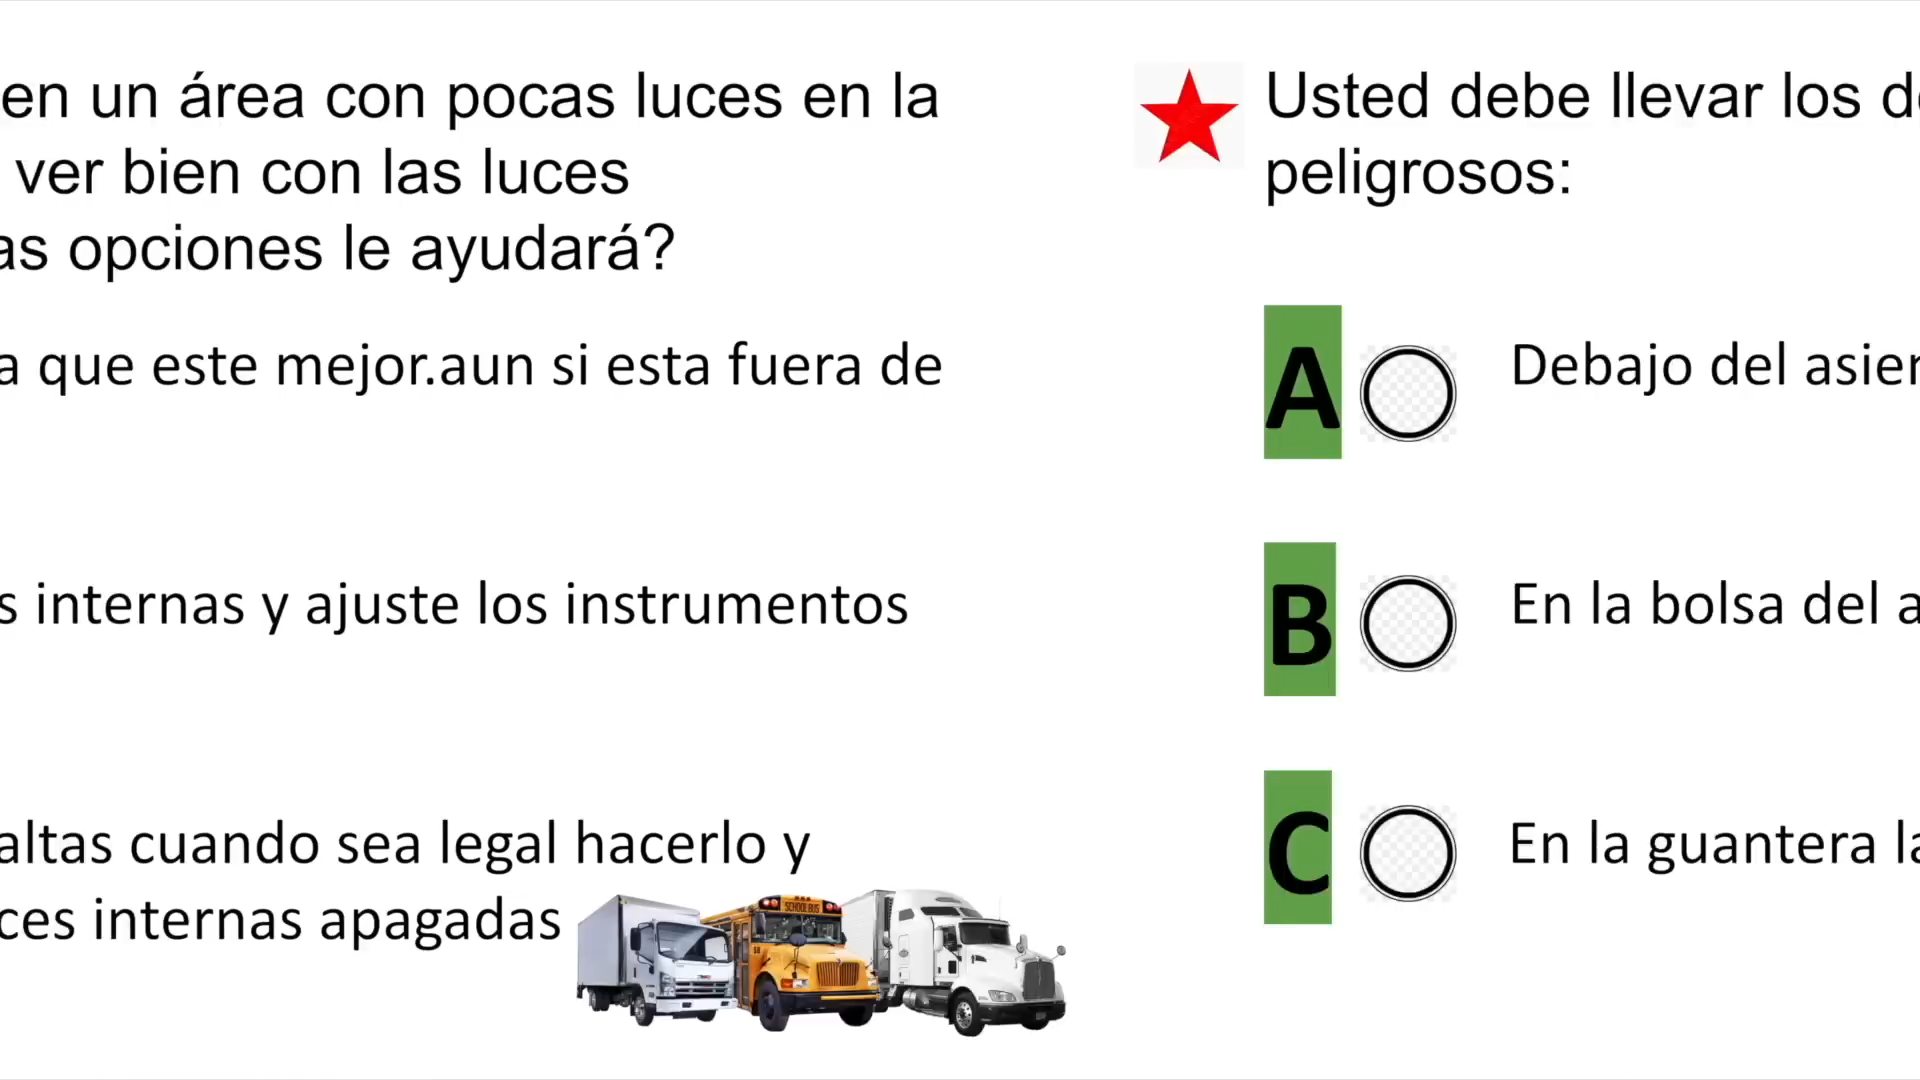 en un área con pocas luces en la
ver bien con las luces
as opciones le ayudará?
a que este mejor.aun si esta fuera de
s internas y ajuste los instrumentos
altas cuando sea legal hacerlo y
ces internas apagadas
SCHOOL BUS
Usted debe llevar los d
peligrosos:
A Debajo del asien
B En la bolsa del a
C En la guantera la